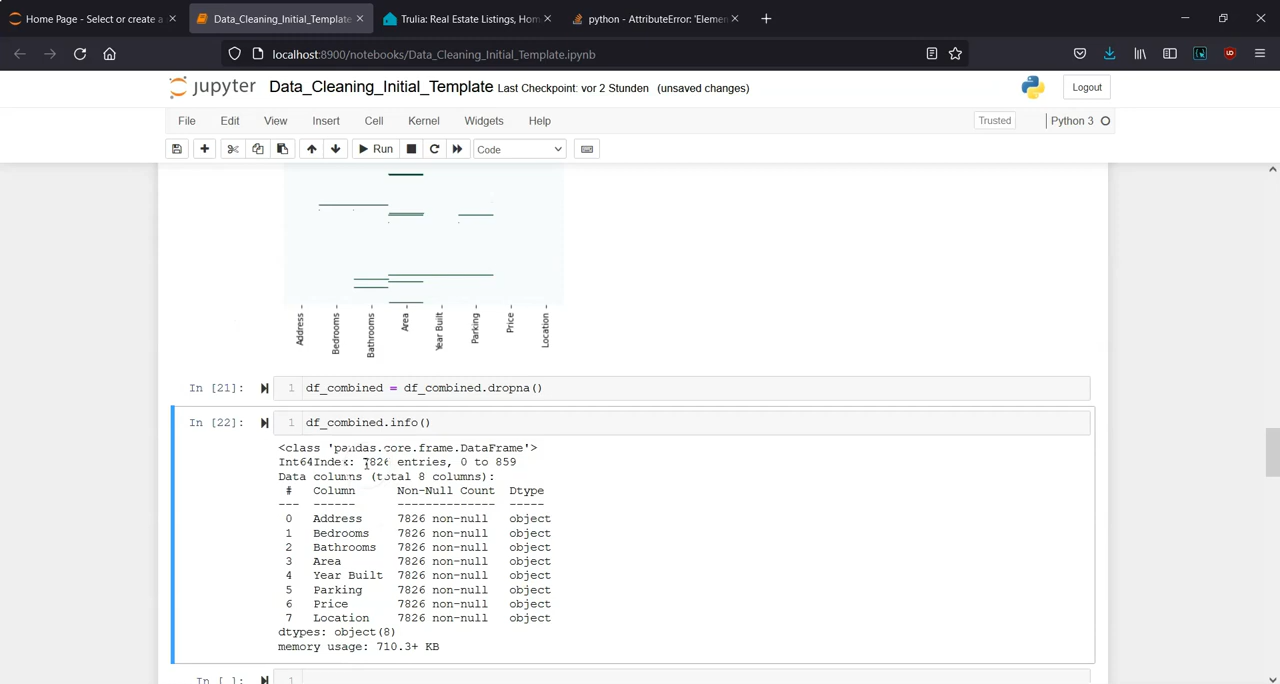 Home Page - Select or create a
Data_Cleaning_Initial_Template
Trulia: Real Estate Listings, Hom
python - AttributeError: 'Elemen
localhost:8900/notebooks/Data_Cleaning_Initial_Template.ipynb
jupyter Data_Cleaning_Initial_Template Last Checkpoint: vor 2 Stunden (unsaved changes)
Logout
File Edit View Insert Cell Kernel Widgets Help
Trusted Python 3
Run Code
Address
Bedrooms
Bathrooms
Area
Year Built
Parking
Price
Location
In [21]: 1 df_combined = df_combined.dropna()
In [22]: 1 df_combined.info()
<class 'pandas.core.frame.DataFrame'>
Int64Index: 7826 entries, 0 to 859
Data columns (total 8 columns):
# Column Non-Null Count Dtype
--- ------ -------------- -----
0 Address 7826 non-null object
1 Bedrooms 7826 non-null object
2 Bathrooms 7826 non-null object
3 Area 7826 non-null object
4 Year Built 7826 non-null object
5 Parking 7826 non-null object
6 Price 7826 non-null object
7 Location 7826 non-null object
dtypes: object(8)
memory usage: 710.3+ KB
In [ ]: 1